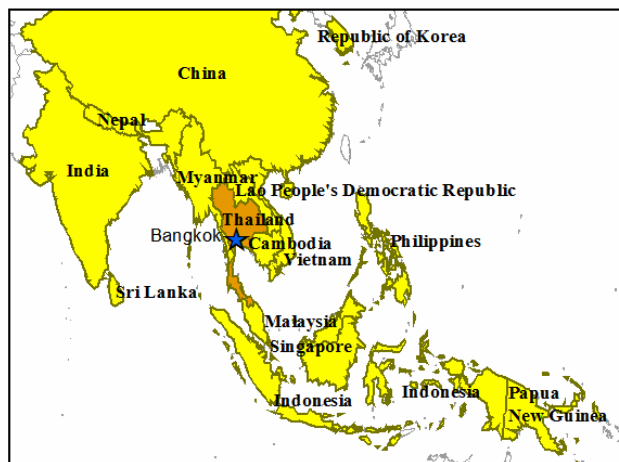 Republic of Korea
China
Nepal
India
Myanmar
Lao People's Democratic Republic
Thailand
Bangkok
Cambodia
Philippines
Vietnam
Sri Lanka
Malaysia
Singapore
Indonesia
Indonesia
Papua
New Guinea